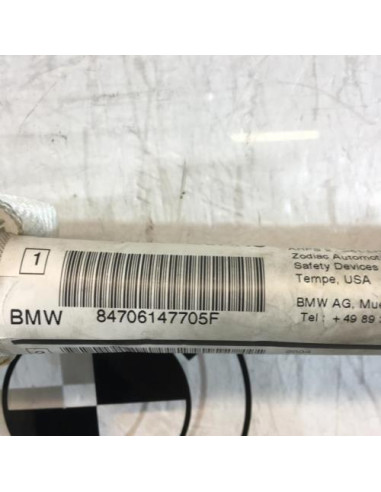 1
BMW 84706147705F
Zodiac Automot
Safety Devices
Tempe, USA
BMW AG, Mue
Tel : +49 89